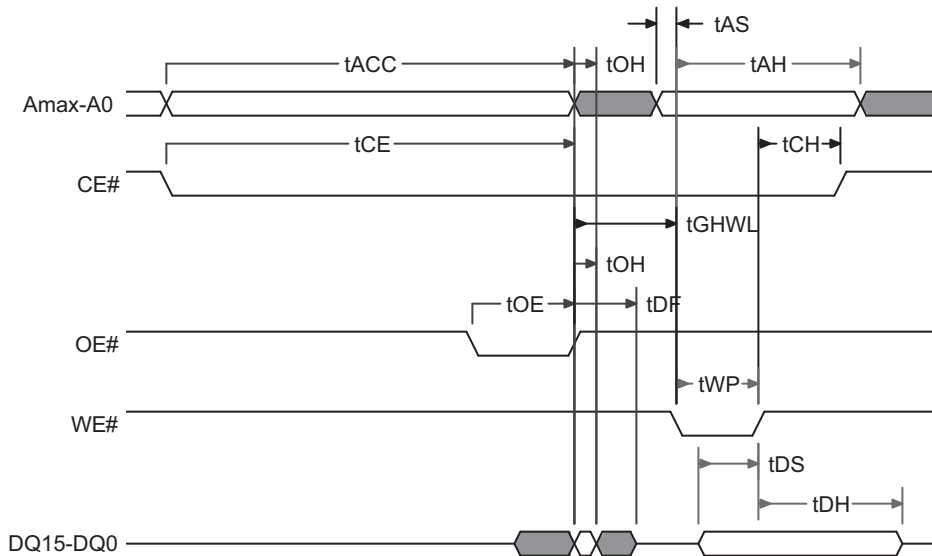 tAS
tACC
tOH
tAH
Amax-A0
tCE
tCH
CE#
tGHWL
tOH
tOE
tDF
OE#
tWP
WE#
tDS
tDH
DQ15-DQ0